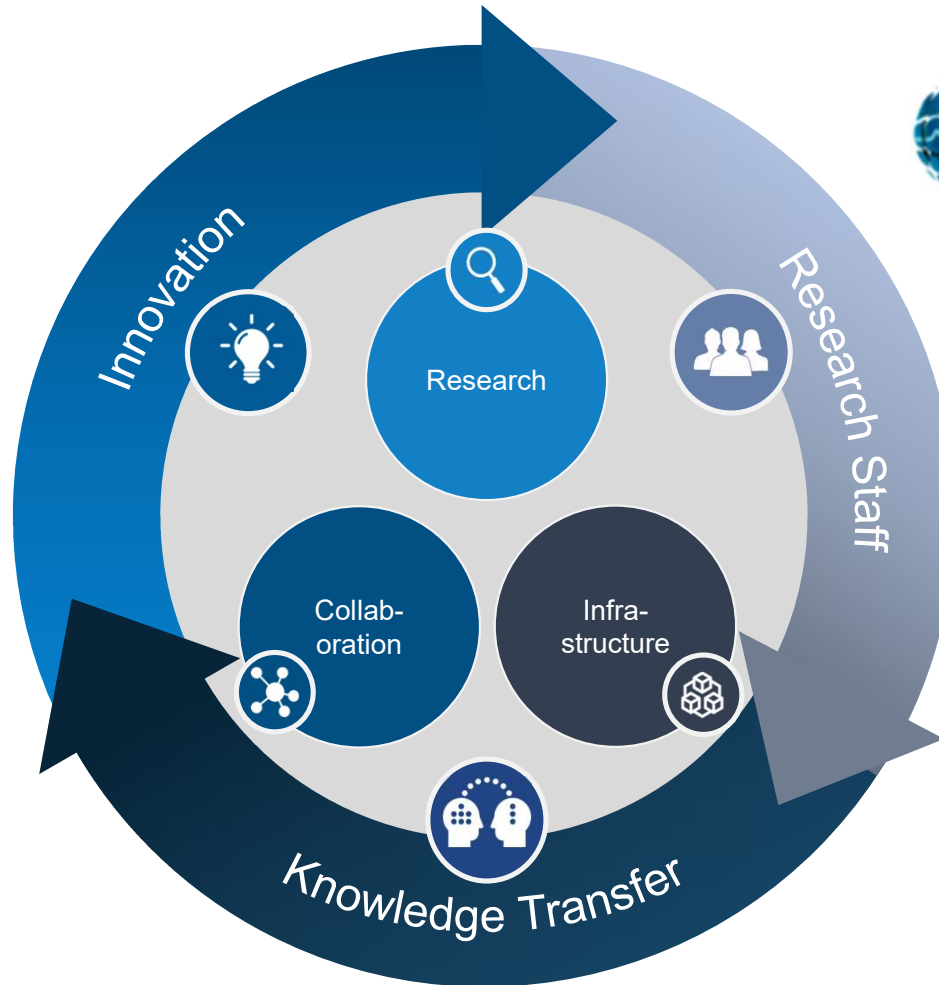 Innovation
Research Staff
Research
Collab-
oration
Infra-
structure
Knowledge Transfer